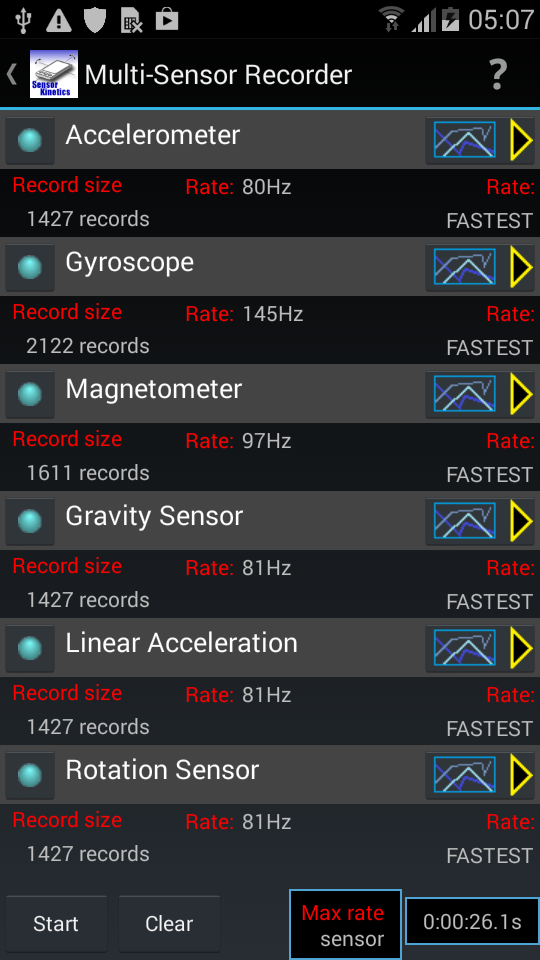 05:07
Sensor Kinetics
Multi-Sensor Recorder ?
Accelerometer
Record size Rate: 80Hz Rate:
1427 records FASTEST
Gyroscope
Record size Rate: 145Hz Rate:
2122 records FASTEST
Magnetometer
Record size Rate: 97Hz Rate:
1611 records FASTEST
Gravity Sensor
Record size Rate: 81Hz Rate:
1427 records FASTEST
Linear Acceleration
Record size Rate: 81Hz Rate:
1427 records FASTEST
Rotation Sensor
Record size Rate: 81Hz Rate:
1427 records FASTEST
Start Clear Max rate sensor 0:00:26.1s